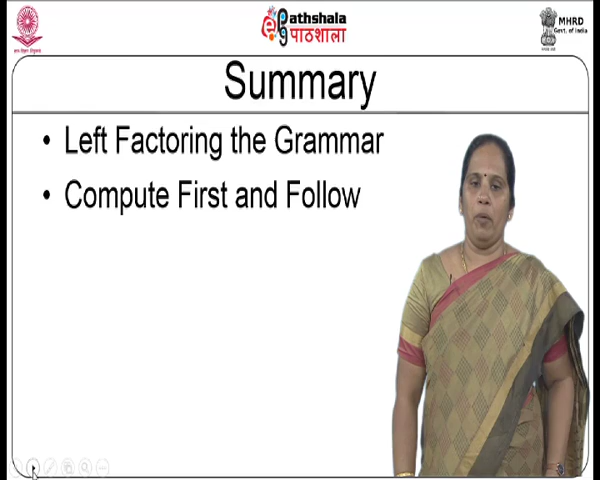 ePathshala
पाठशाला
MHRD
Govt. of India
Summary
• Left Factoring the Grammar
• Compute First and Follow